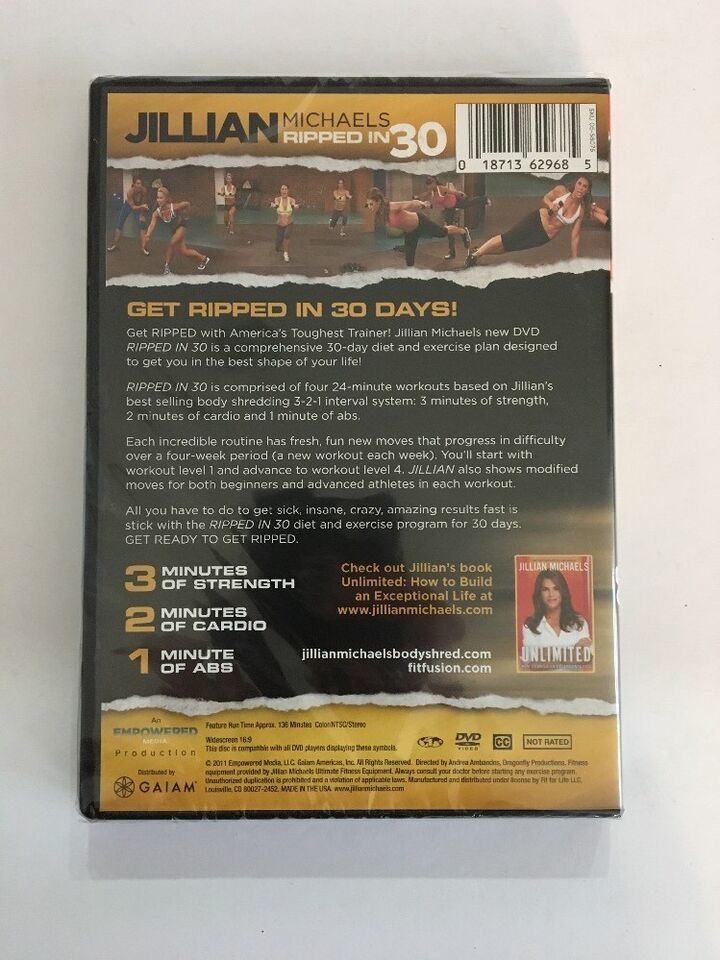 JILLIAN MICHAELS
RIPPED IN 30
0 18713 62968 5
GET RIPPED IN 30 DAYS!
Get RIPPED with America's Toughest Trainer! Jillian Michaels new DVD
RIPPED IN 30 is a comprehensive 30-day diet and exercise plan designed
to get you in the best shape of your life!
RIPPED IN 30 is comprised of four 24-minute workouts based on Jillian's
best selling body shredding 3-2-1 interval system: 3 minutes of strength,
2 minutes of cardio and 1 minute of abs.
Each incredible routine has fresh, fun new moves that progress in difficulty
over a four-week period (a new workout each week). You'll start with
workout level 1 and advance to workout level 4. JILLIAN also shows modified
moves for both beginners and advanced athletes in each workout.
All you have to do to get sick, insane, crazy, amazing results fast is
stick with the RIPPED IN 30 diet and exercise program for 30 days.
GET READY TO GET RIPPED.
3 MINUTES
OF STRENGTH
2 MINUTES
OF CARDIO
1 MINUTE
OF ABS
Check out Jillian's book
Unlimited: How to Build
an Exceptional Life at
www.jillianmichaels.com
jillianmichaelsbodyshred.com
fitfusion.com
JILLIAN MICHAELS
UNLIMITED
An
EMPOWERED
MEDIA
Production
Distributed by
GAIAM
Feature Run Time Approx. 136 Minutes Color/NTSC/Stereo
Widescreen 16:9
This disc is compatible with all DVD players displaying these symbols.
DVD
VIDEO
CC
NOT RATED
© 2011 Empowered Media, LLC. Gaiam Americas, Inc. All Rights Reserved. Directed by Andrea Ambandos, Dragonfly Productions. Fitness
equipment provided by Jillian Michaels Ultimate Fitness Equipment. Always consult your doctor before starting any exercise program.
Unauthorized duplication is prohibited and a violation of applicable laws. Manufactured and distributed under license by Fit for Life LLC,
Louisville, CO 80027-2452. MADE IN THE USA. www.jillianmichaels.com